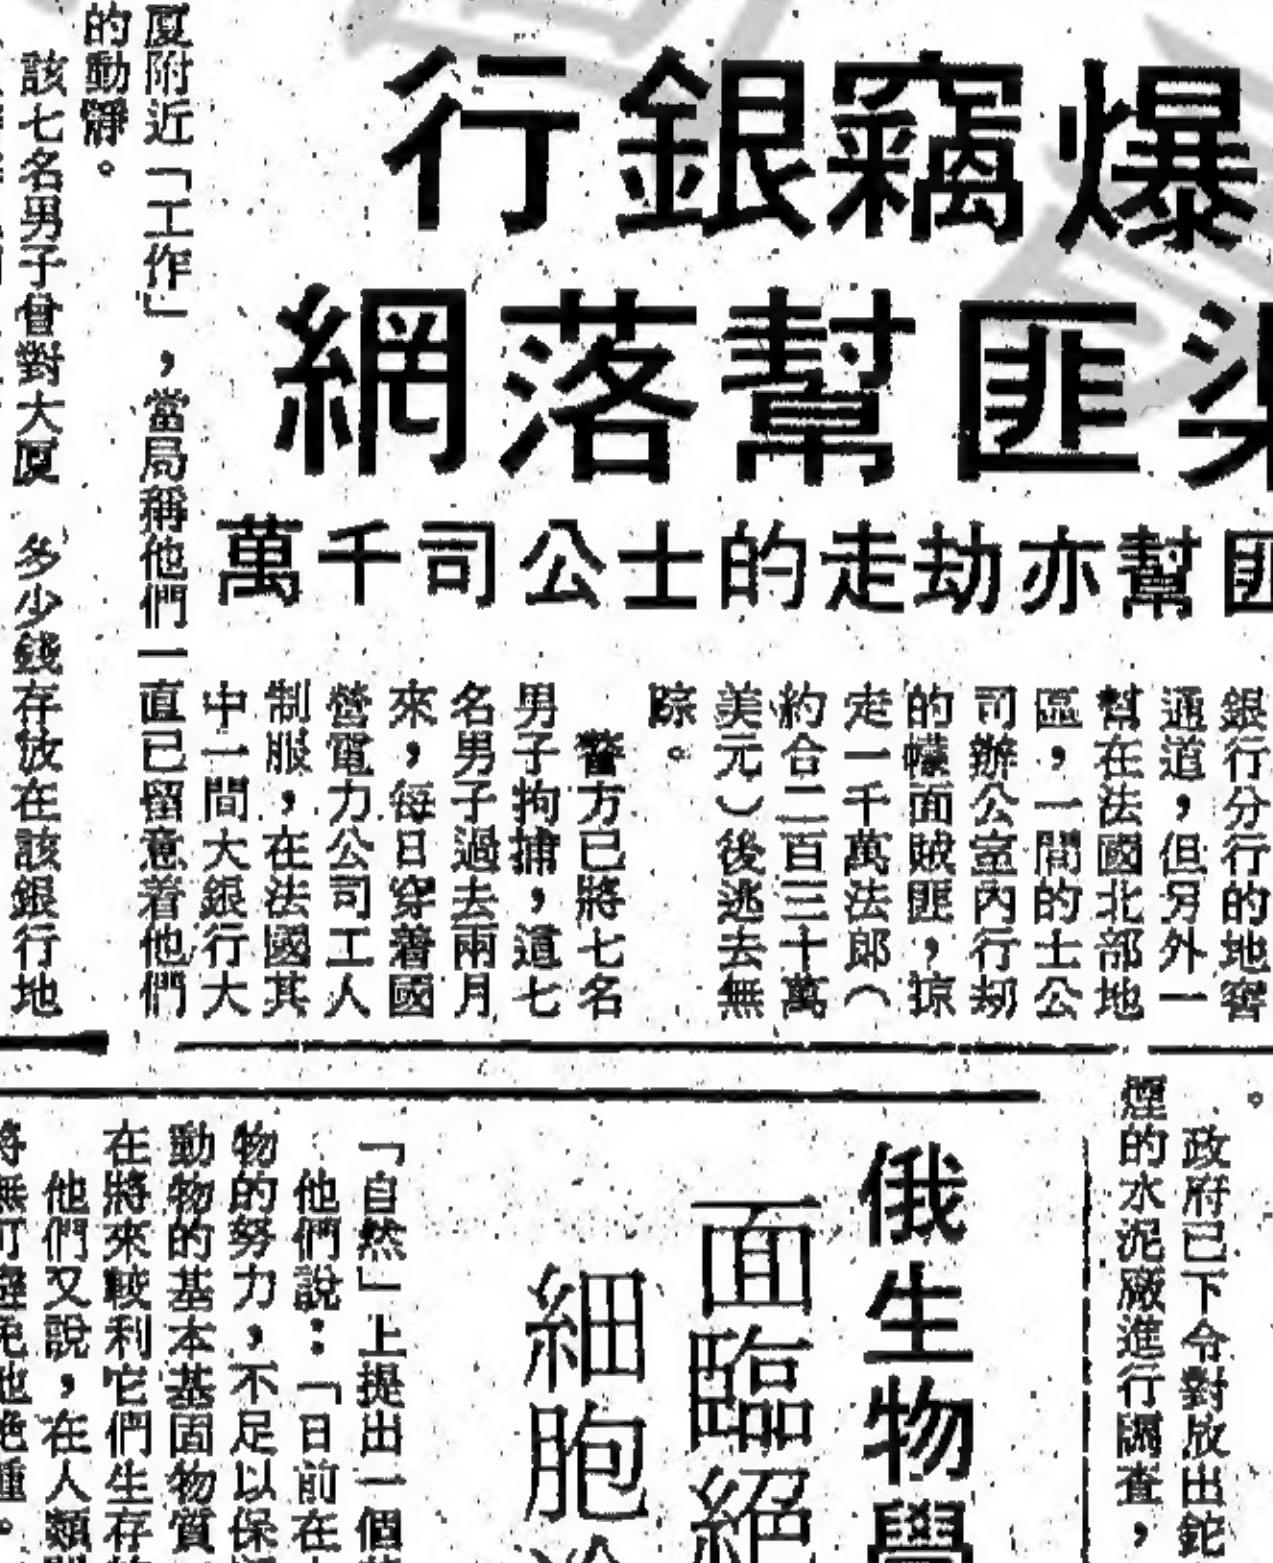 爆竊銀行
匪幫落網
幫亦劫走的士公司千萬
銀行分行的地窖
通道，但另外一
幫在法國北部地
區，一間的士公
司辦公室內行刼
的幪面賊匪，掠
走一千萬法郎（
約合二百三十萬
美元）後逃去無
踪。
警方已將七名
男子拘捕，這七
名男子過去兩月
來，每日穿着國
營電力公司工人
制服，在法國其
中一間大銀行大
厦附近「工作」，當局稱他們一直已留意着他們
的動靜。
該七名男子曾對大厦 多少錢存放在該銀行地
。
政府已下令對放出
煙的水泥廠進行調查，
俄生物學
面臨絕
細胞
「自然」上提出一個
他們說：「日前在
物的努力，不足以保
動物的基本基因物質
在將來較利它們生存
他們又說，在人類